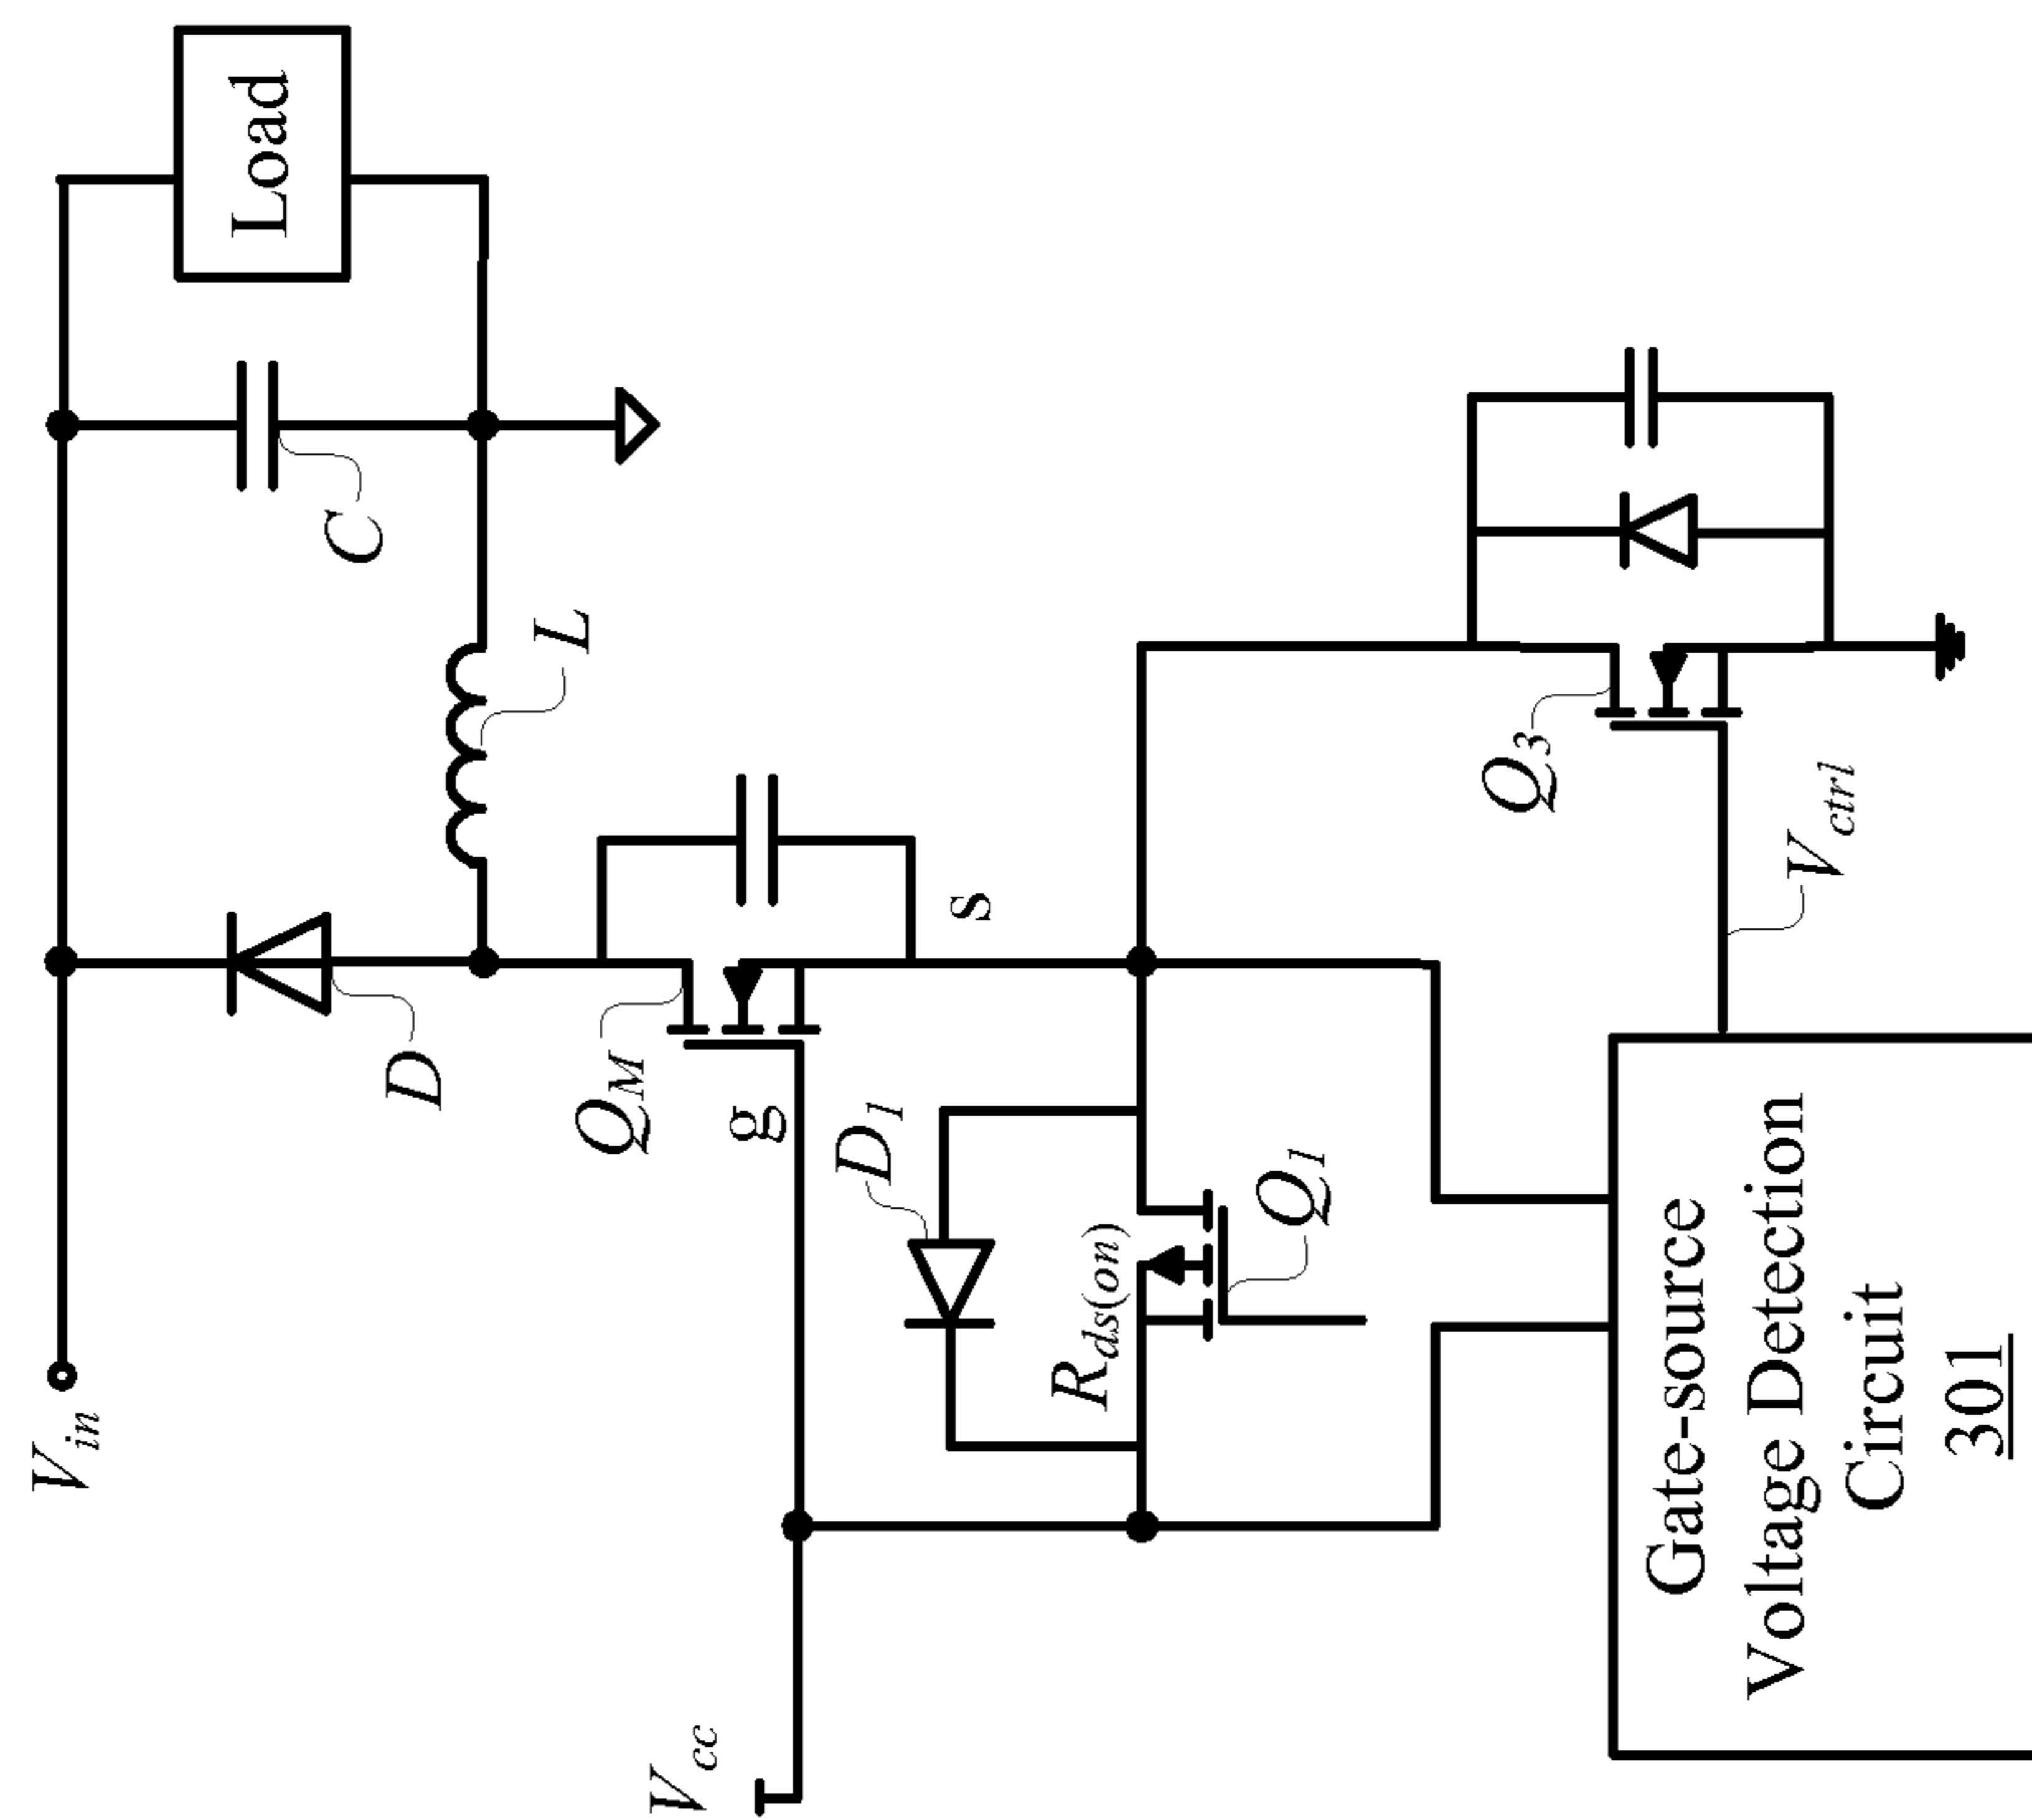 V_in
Load
C
L
D
Q_M
g
s
D_1
V_cc
R_ds(on)
Q_1
Q_3
V_ctrl
Gate-source
Voltage Detection
Circuit
301